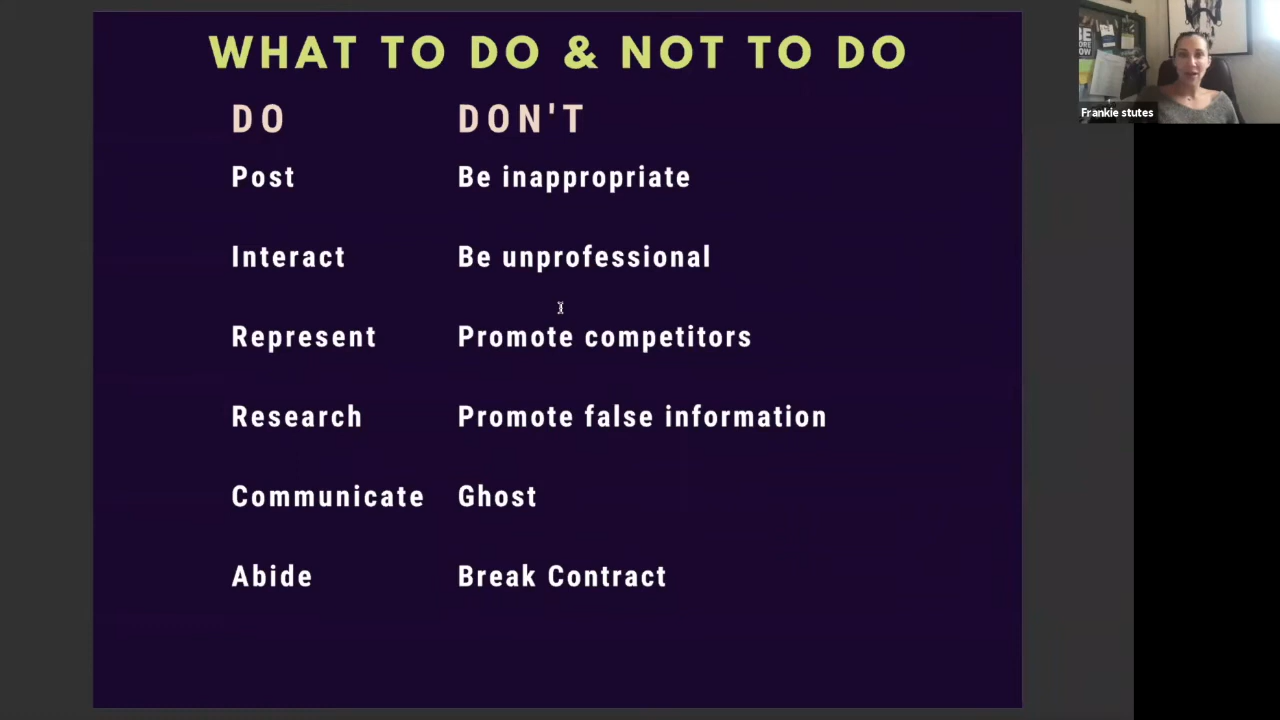 WHAT TO DO & NOT TO DO
DO DON'T
Post Be inappropriate
Interact Be unprofessional
Represent Promote competitors
Research Promote false information
Communicate Ghost
Abide Break Contract
Frankie stutes